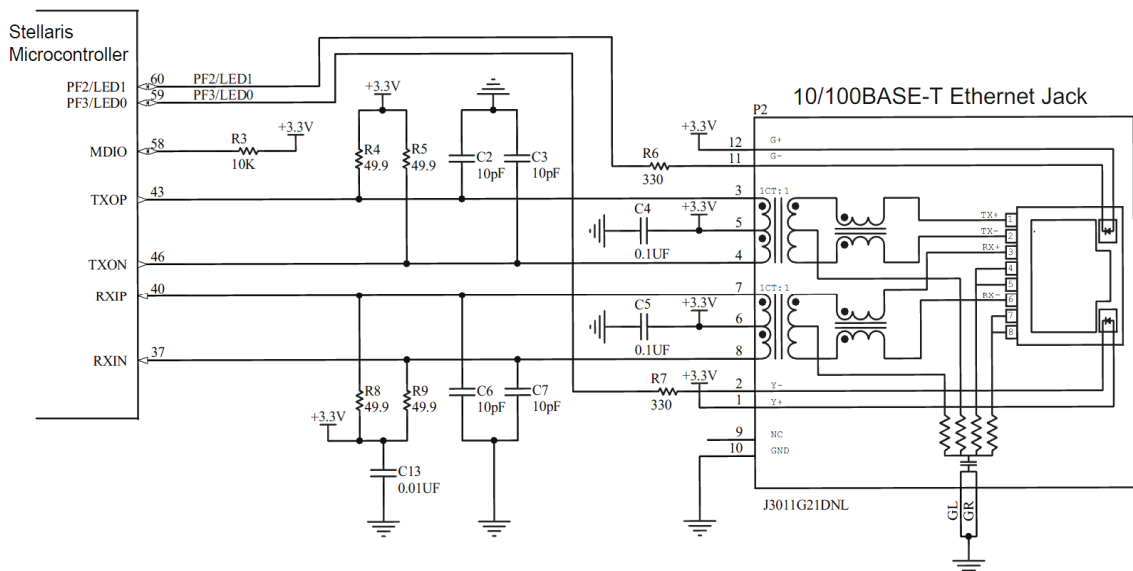 Stellaris
Microcontroller
10/100BASE-T Ethernet Jack
P2
PF2/LED1 60 PF2/LED1
PF3/LED0 59 PF3/LED0
+3.3V
+3.3V 12 G+
11 G-
R3
10K
+3.3V
MDIO 58
R4
49.9
R5
49.9
C2
10pF
C3
10pF
R6
330
TXOP 43
3 1CT:1
C4
0.1UF
+3.3V
5
TX+ 1
TX- 2
RX+ 3
4
5
RX- 6
7
8
TXON 46
4
RXIP 40
7 1CT:1
C5
0.1UF
+3.3V
6
RXIN 37
8
R8
49.9
R9
49.9
C6
10pF
C7
10pF
R7
330
+3.3V
2 Y-
1 Y+
+3.3V
9 NC
10 GND
C13
0.01UF
J3011G21DNL
GL
GR